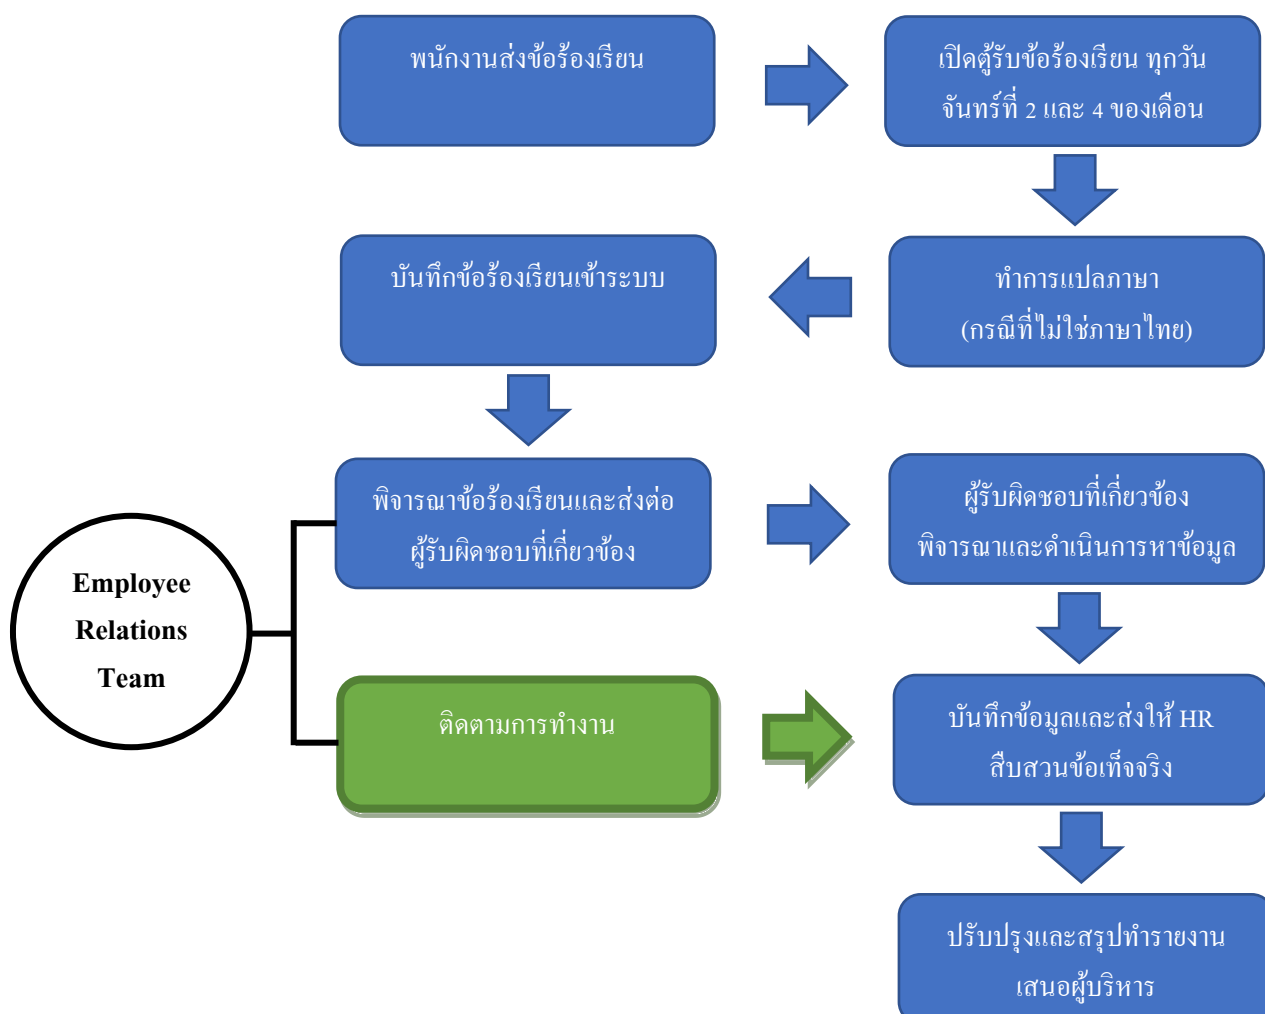 พนักงานส่งข้อร้องเรียน
เปิดตู้รับข้อร้องเรียน ทุกวัน
จันทร์ที่ 2 และ 4 ของเดือน
ทำการแปลภาษา
(กรณีที่ไม่ใช่ภาษาไทย)
บันทึกข้อร้องเรียนเข้าระบบ
พิจารณาข้อร้องเรียนและส่งต่อ
ผู้รับผิดชอบที่เกี่ยวข้อง
ผู้รับผิดชอบที่เกี่ยวข้อง
พิจารณาและดำเนินการหาข้อมูล
Employee
Relations
Team
ติดตามการทำงาน
บันทึกข้อมูลและส่งให้ HR
สืบสวนข้อเท็จจริง
ปรับปรุงและสรุปทำรายงาน
เสนอผู้บริหาร